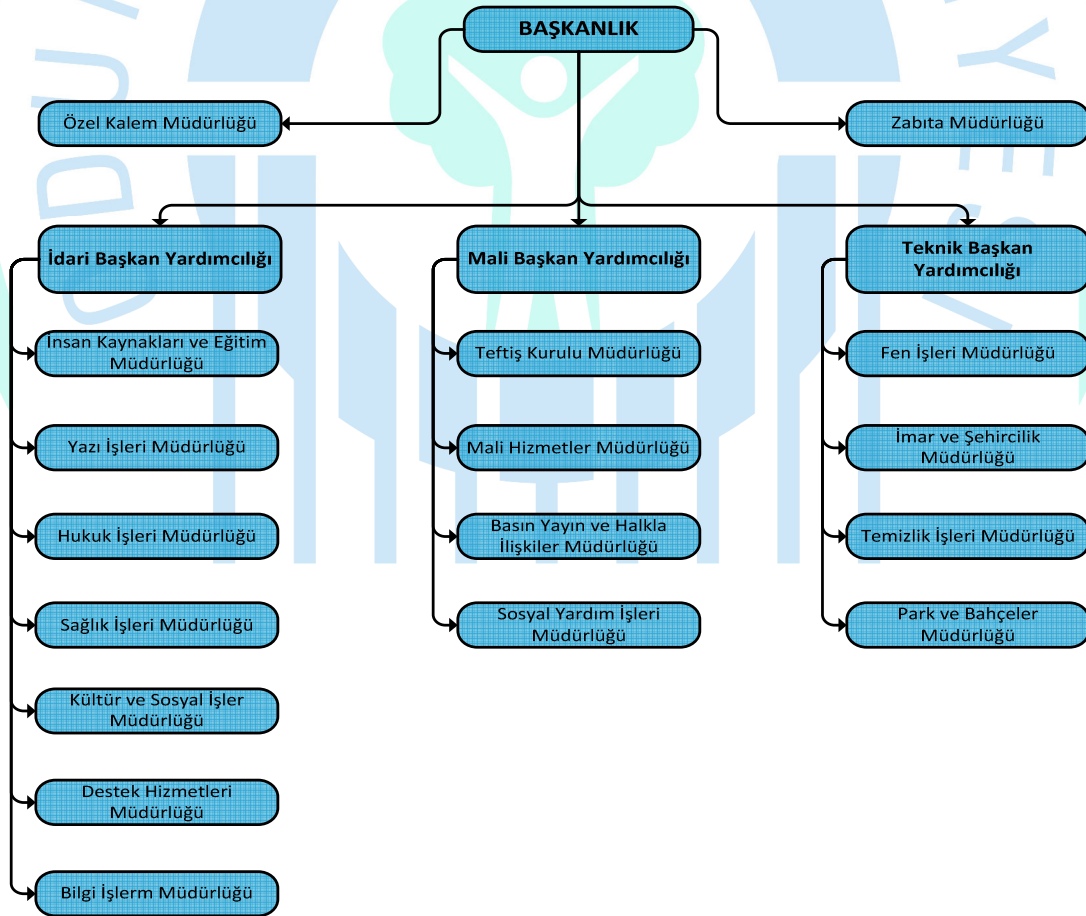 BAŞKANLIK
Özel Kalem Müdürlüğü
Zabıta Müdürlüğü
İdari Başkan Yardımcılığı
Mali Başkan Yardımcılığı
Teknik Başkan
Yardımcılığı
İnsan Kaynakları ve Eğitim
Müdürlüğü
Teftiş Kurulu Müdürlüğü
Fen İşleri Müdürlüğü
Yazı İşleri Müdürlüğü
Mali Hizmetler Müdürlüğü
İmar ve Şehircilik
Müdürlüğü
Hukuk İşleri Müdürlüğü
Basın Yayın ve Halkla
İlişkiler Müdürlüğü
Temizlik İşleri Müdürlüğü
Sağlık İşleri Müdürlüğü
Sosyal Yardım İşleri
Müdürlüğü
Park ve Bahçeler
Müdürlüğü
Kültür ve Sosyal İşler
Müdürlüğü
Destek Hizmetleri
Müdürlüğü
Bilgi İşlerm Müdürlüğü